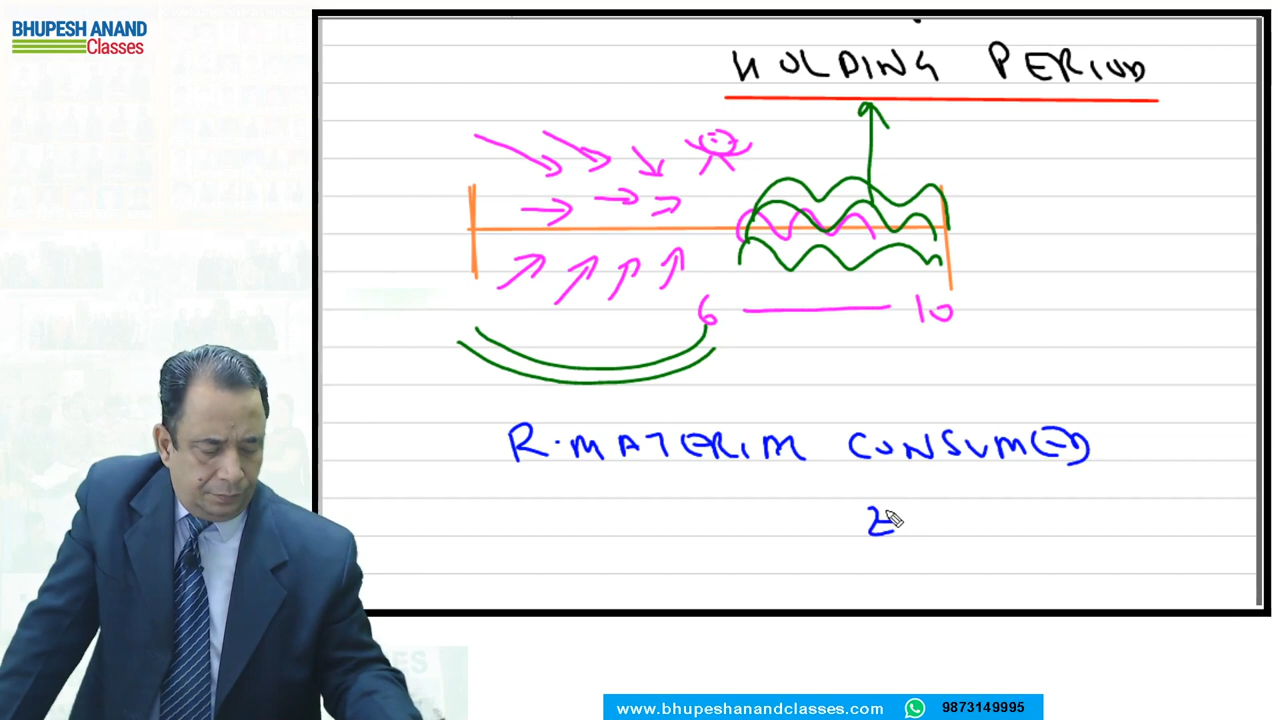 BHUPESH ANAND
Classes
HOLDING PERIOD
6 10
R.MATERIAL CONSUMED
2
www.bhupeshanandclasses.com 9873149995